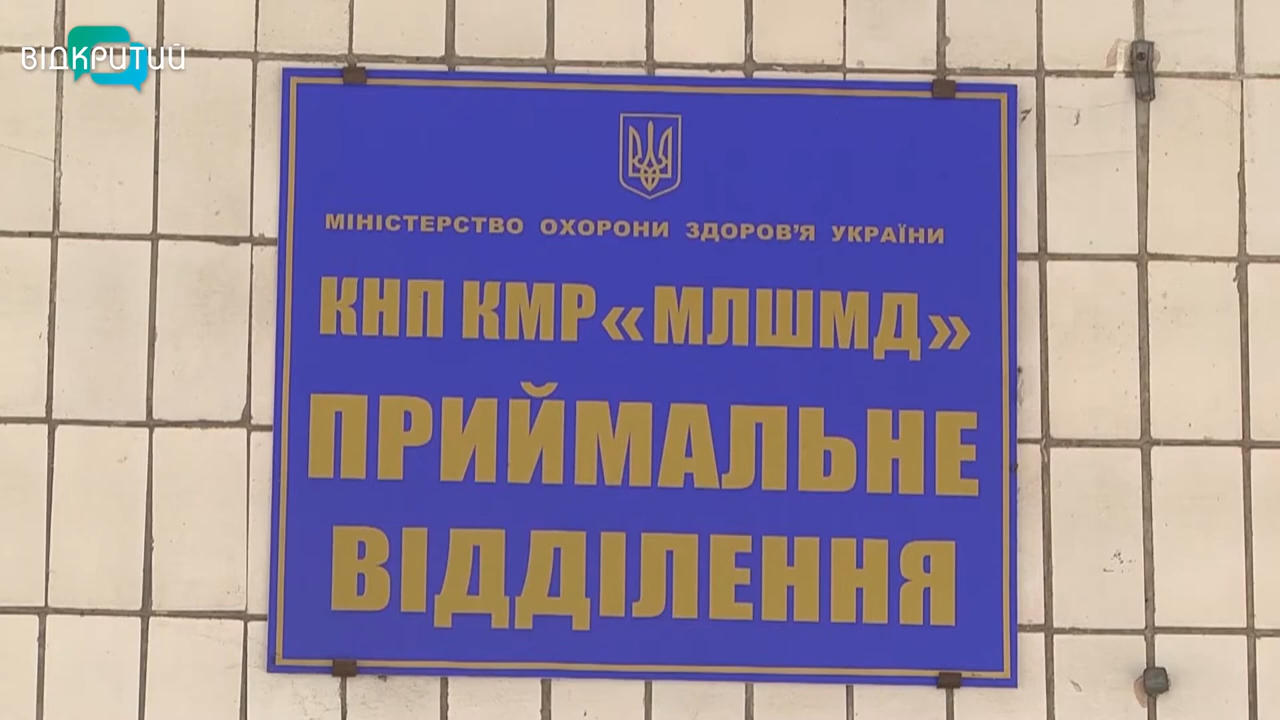 ВІДКРИТИЙ
МІНІСТЕРСТВО ОХОРОНИ ЗДОРОВ'Я УКРАЇНИ
КНП КМР «МЛШМД»
ПРИЙМАЛЬНЕ
ВІДДІЛЕННЯ